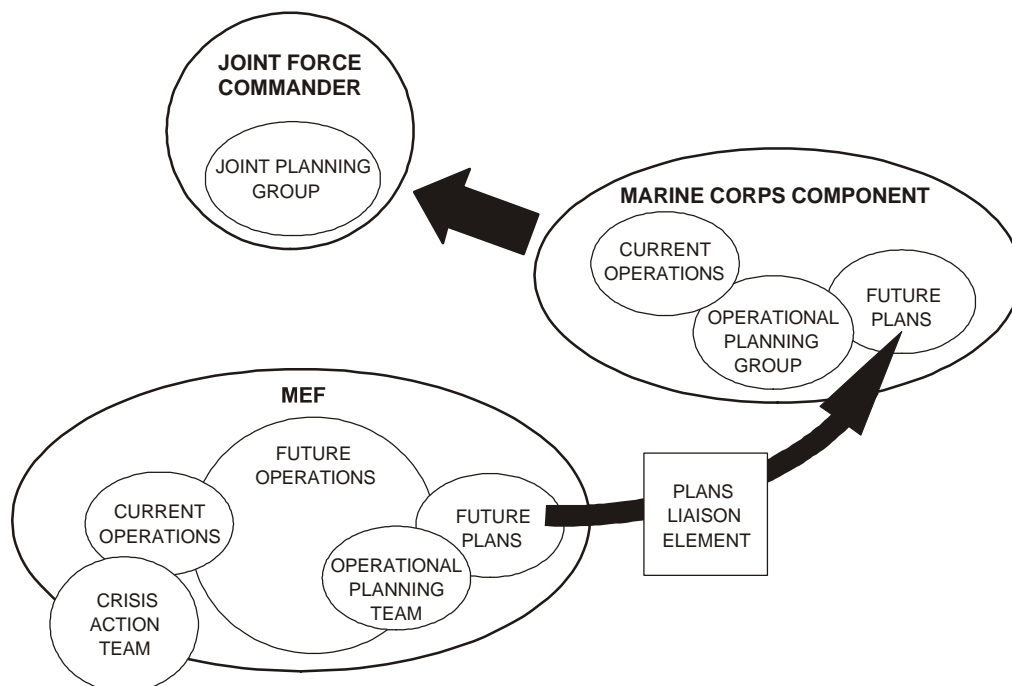 JOINT FORCE
COMMANDER
JOINT PLANNING
GROUP
MARINE CORPS COMPONENT
CURRENT
OPERATIONS
OPERATIONAL
PLANNING
GROUP
FUTURE
PLANS
MEF
FUTURE
OPERATIONS
CURRENT
OPERATIONS
CRISIS
ACTION
TEAM
OPERATIONAL
PLANNING
TEAM
FUTURE
PLANS
PLANS
LIAISON
ELEMENT